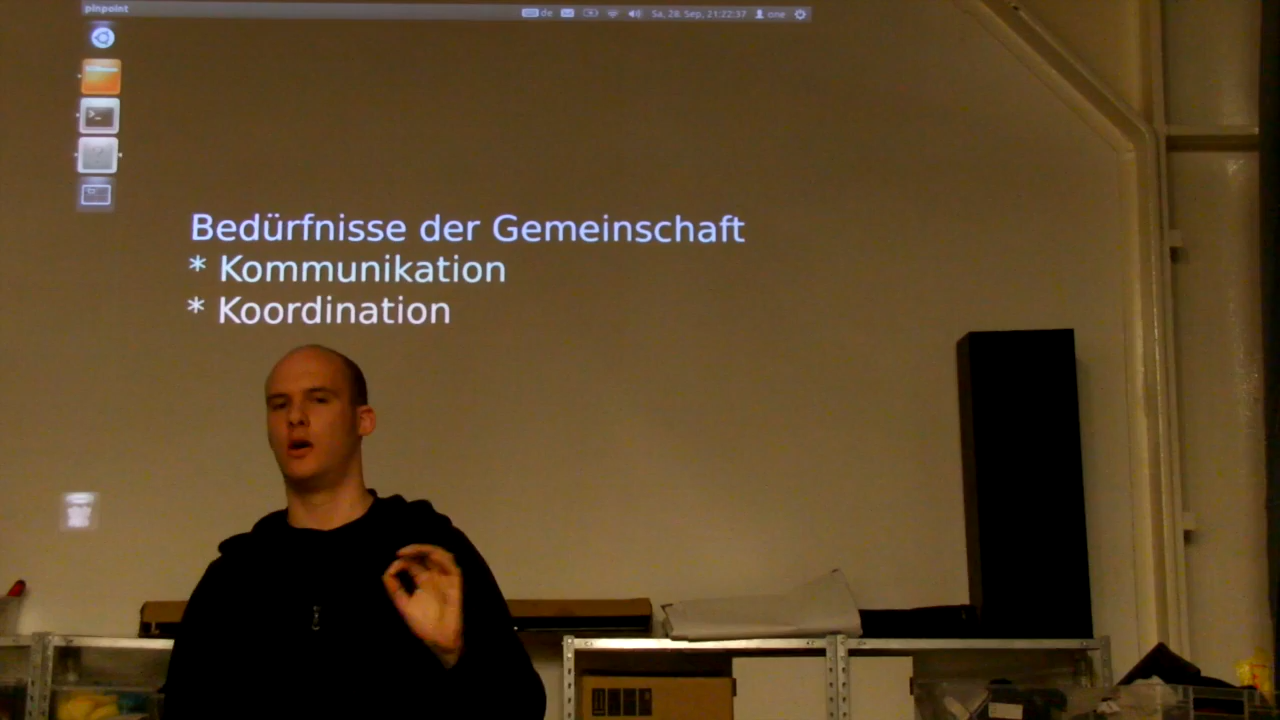 pinpoint
de
Sa, 28. Sep, 21:22:37
one
Bedürfnisse der Gemeinschaft
* Kommunikation
* Koordination